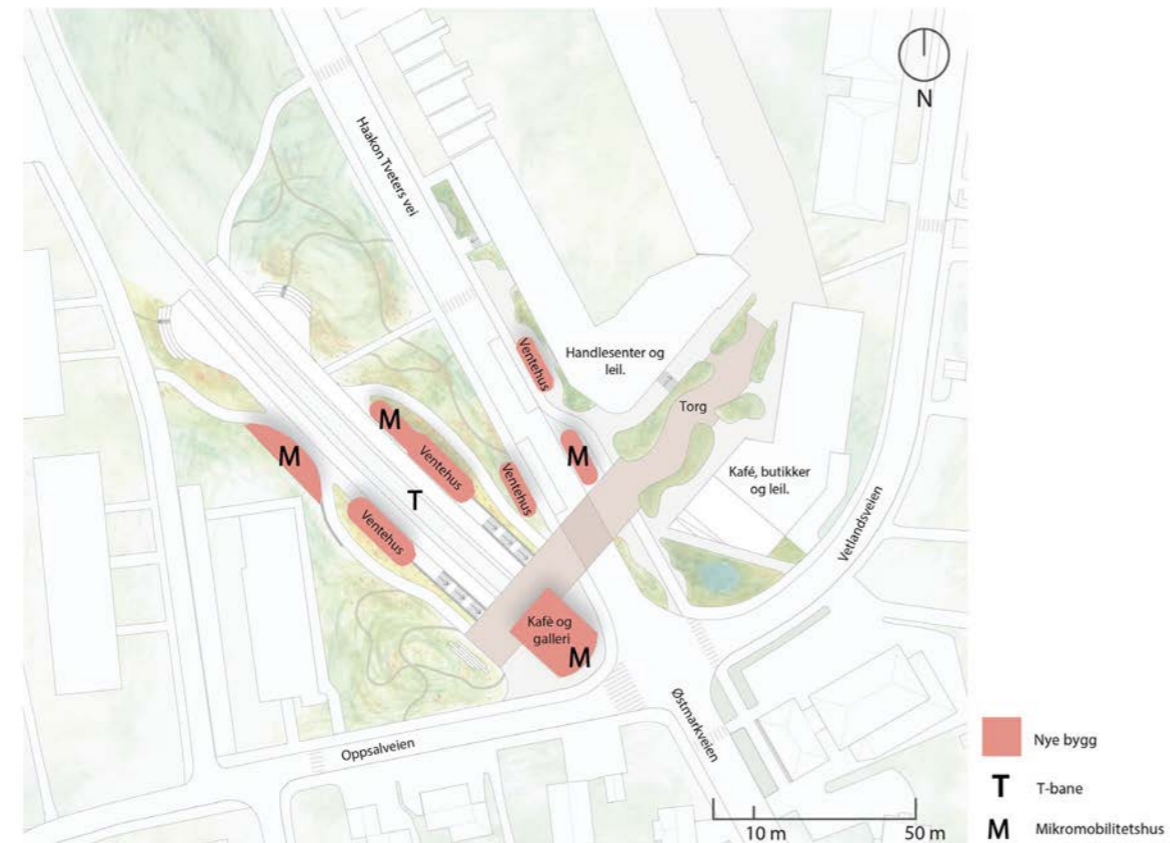 N
Haakon Tveters vei
Ventehus
Handlesenter og
leil.
Torg
M
Ventehus
M
M
Ventehus
T
Ventehus
Kafé, butikker
og leil.
Vetlandsveien
Kafè og
galleri
M
Østmarkveien
Oppsalveien
10 m
50 m
Nye bygg
T
T-bane
M
Mikromobilitetshus